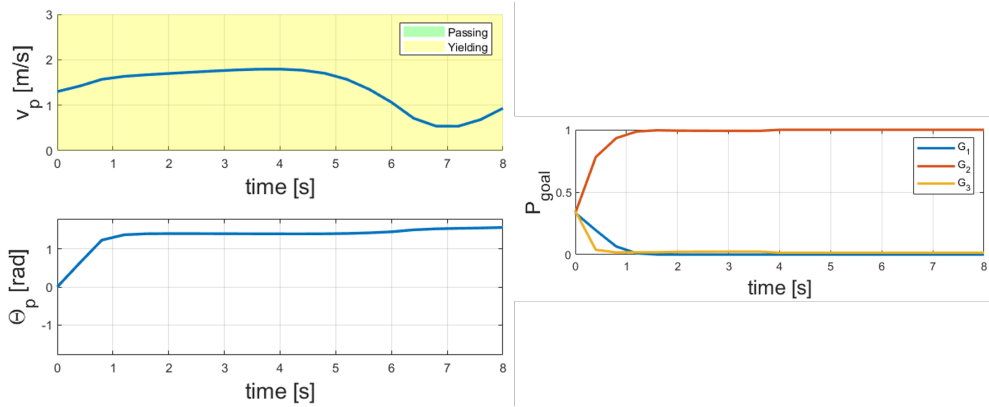 3
2
1
0
v_p [m/s]
Passing
Yielding
0 1 2 3 4 5 6 7 8
time [s]
1
0
-1
Θ_p [rad]
0 1 2 3 4 5 6 7 8
time [s]
1
0.5
0
P_goal
G_1
G_2
G_3
0 1 2 3 4 5 6 7 8
time [s]